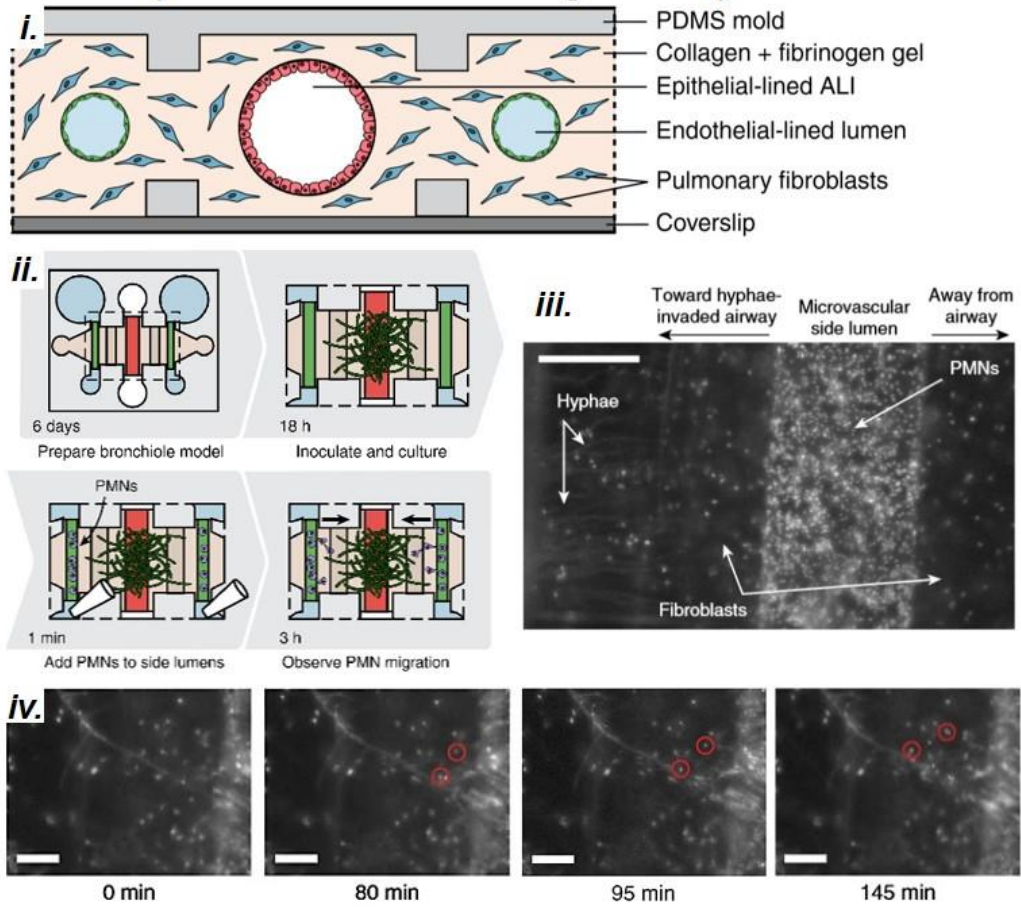 i.
PDMS mold
Collagen + fibrinogen gel
Epithelial-lined ALI
Endothelial-lined lumen
Pulmonary fibroblasts
Coverslip
ii.
6 days
Prepare bronchiole model
18 h
Inoculate and culture
PMNs
1 min
Add PMNs to side lumens
3 h
Observe PMN migration
iii.
Toward hyphae-
invaded airway
Microvascular
side lumen
Away from
airway
Hyphae
PMNs
Fibroblasts
iv.
0 min
80 min
95 min
145 min